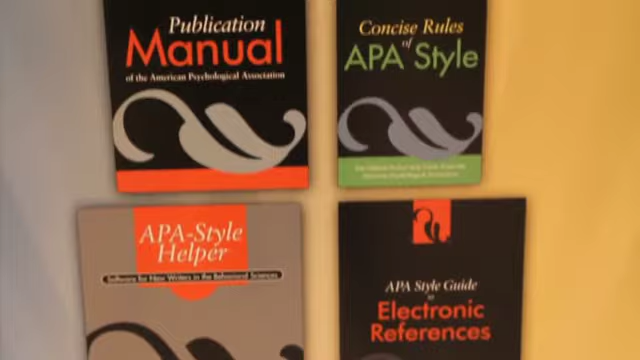 Publication
Manual
of the American Psychological Association
Concise Rules
of
APA Style
APA-Style
Helper
Software for New Writers in the Behavioral Sciences
APA Style Guide
to
Electronic
References